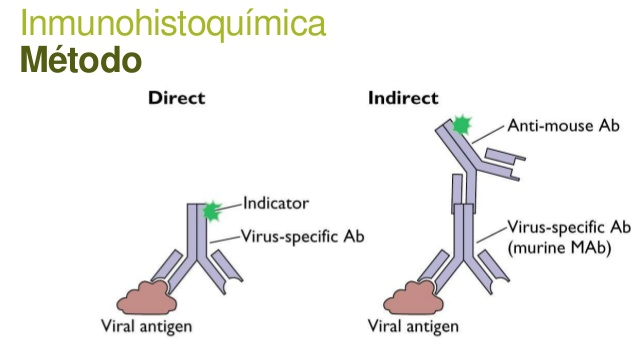 Inmunohistoquímica
Método
Direct
Indirect
Anti-mouse Ab
Indicator
Virus-specific Ab
Virus-specific Ab
(murine MAb)
Viral antigen
Viral antigen